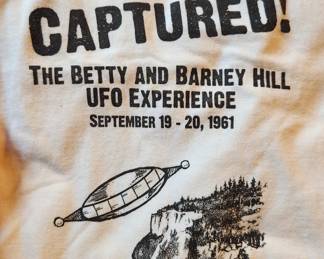 CAPTURED!
THE BETTY AND BARNEY HILL
UFO EXPERIENCE
SEPTEMBER 19 - 20, 1961